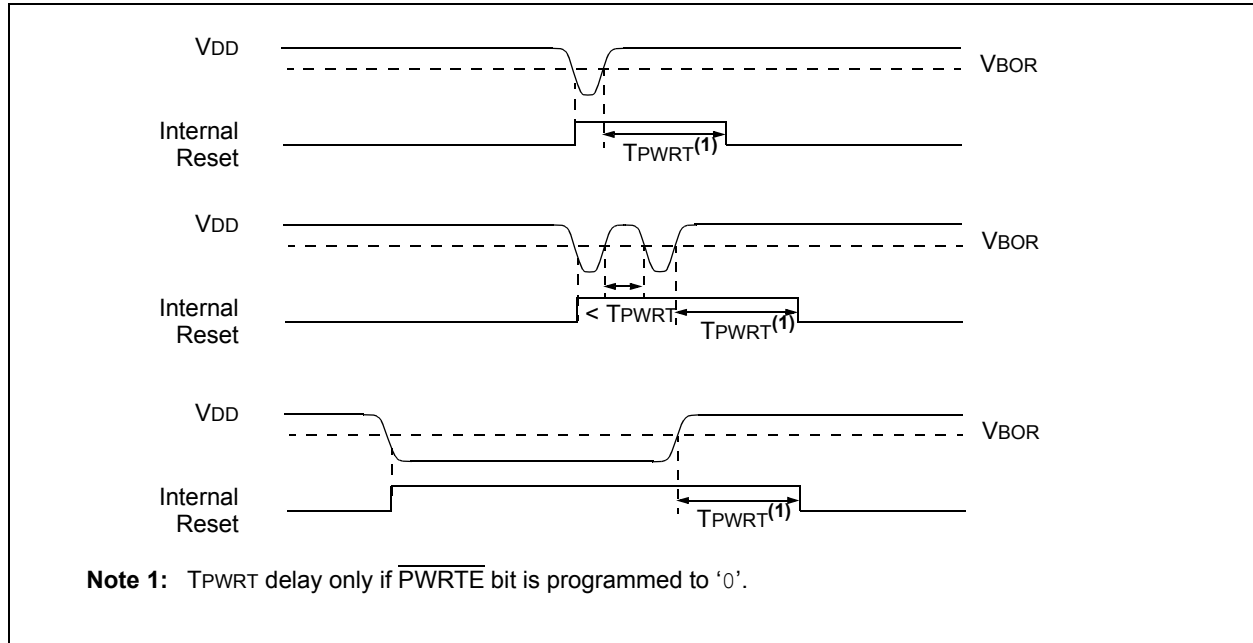 VDD
VBOR
Internal
Reset
TPWRT(1)
VDD
VBOR
Internal
Reset
< TPWRT
TPWRT(1)
VDD
VBOR
Internal
Reset
TPWRT(1)
Note 1: TPWRT delay only if PWRTE bit is programmed to ‘0’.